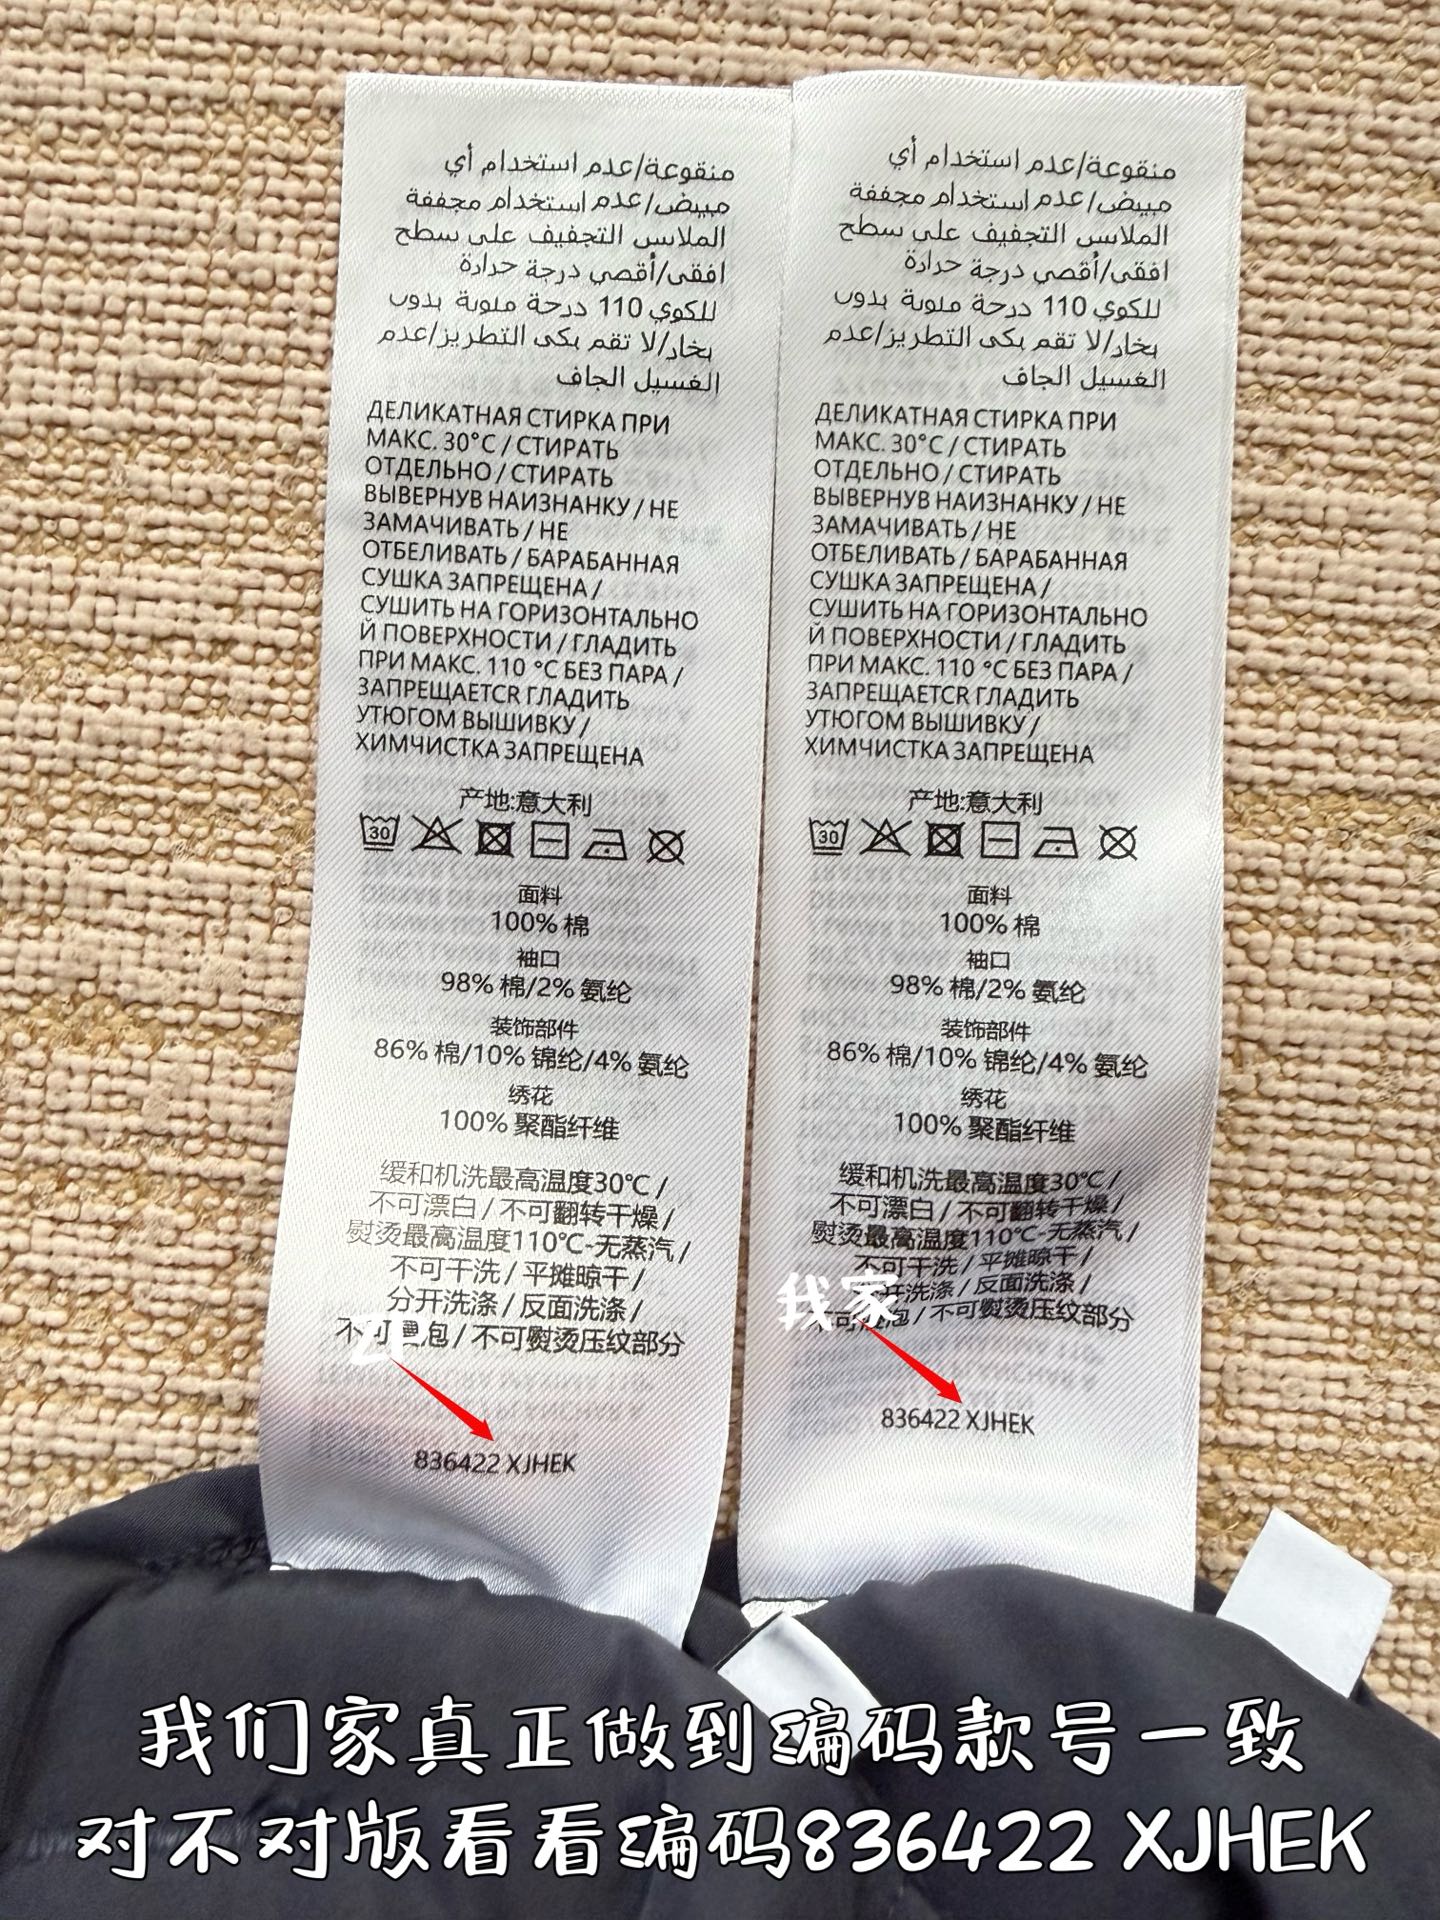 منقوعة/عدم استخدام أي
مبيض/عدم استخدام مجففة
الملابس التجفيف على سطح
افقى/أقصي درجة حرارة
للكوي 110 درجة مئوية بدون
بخار/لا تقم بكى التطريز/عدم
الغسيل الجاف
ДЕЛИКАТНАЯ СТИРКА ПРИ
МАКС. 30°C / СТИРАТЬ
ОТДЕЛЬНО / СТИРАТЬ
ВЫВЕРНУВ НАИЗНАНКУ / НЕ
ЗАМАЧИВАТЬ / НЕ
ОТБЕЛИВАТЬ / БАРАБАННАЯ
СУШКА ЗАПРЕЩЕНА /
СУШИТЬ НА ГОРИЗОНТАЛЬНО
Й ПОВЕРХНОСТИ / ГЛАДИТЬ
ПРИ МАКС. 110 °C БЕЗ ПАРА /
ЗАПРЕЩАЕТСR ГЛАДИТЬ
УТЮГОМ ВЫШИВКУ /
ХИМЧИСТКА ЗАПРЕЩЕНА
产地:意大利
30
面料
100% 棉
袖口
98% 棉/2% 氨纶
装饰部件
86% 棉/10% 锦纶/4% 氨纶
绣花
100% 聚酯纤维
缓和机洗最高温度30℃ /
不可漂白 / 不可翻转干燥 /
熨烫最高温度110℃-无蒸汽 /
不可干洗 / 平摊晾干 /
分开洗涤 / 反面洗涤 /
不可 泡 / 不可熨烫压纹部分
ZP
836422 XJHEK
منقوعة/عدم استخدام أي
مبيض/عدم استخدام مجففة
الملابس التجفيف على سطح
افقى/أقصي درجة حرارة
للكوي 110 درجة مئوية بدون
بخار/لا تقم بكى التطريز/عدم
الغسيل الجاف
ДЕЛИКАТНАЯ СТИРКА ПРИ
МАКС. 30°C / СТИРАТЬ
ОТДЕЛЬНО / СТИРАТЬ
ВЫВЕРНУВ НАИЗНАНКУ / НЕ
ЗАМАЧИВАТЬ / НЕ
ОТБЕЛИВАТЬ / БАРАБАННАЯ
СУШКА ЗАПРЕЩЕНА /
СУШИТЬ НА ГОРИЗОНТАЛЬНО
Й ПОВЕРХНОСТИ / ГЛАДИТЬ
ПРИ МАКС. 110 °C БЕЗ ПАРА /
ЗАПРЕЩАЕТСR ГЛАДИТЬ
УТЮГОМ ВЫШИВКУ /
ХИМЧИСТКА ЗАПРЕЩЕНА
产地:意大利
30
面料
100% 棉
袖口
98% 棉/2% 氨纶
装饰部件
86% 棉/10% 锦纶/4% 氨纶
绣花
100% 聚酯纤维
缓和机洗最高温度30℃ /
不可漂白 / 不可翻转干燥 /
熨烫最高温度110℃-无蒸汽 /
不可干洗 / 平摊晾干 /
开洗涤 / 反面洗涤 /
不可 泡 / 不可熨烫压纹部分
我家
836422 XJHEK
我们家真正做到编码款号一致
对不对版看看编码836422 XJHEK